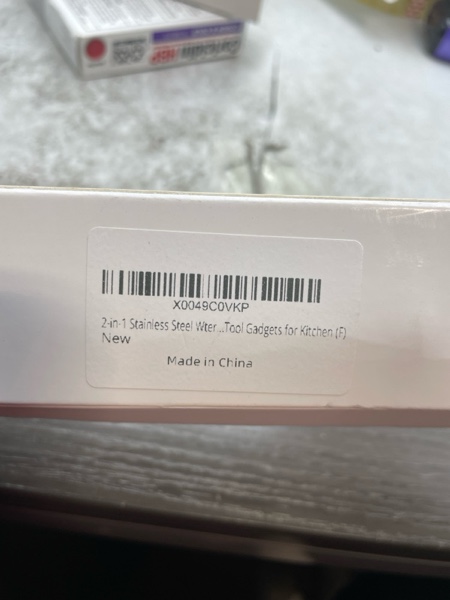 X0049C0VKP
2-in-1 Stainless Steel Wter...Tool Gadgets for Kitchen (F)
New
Made in China